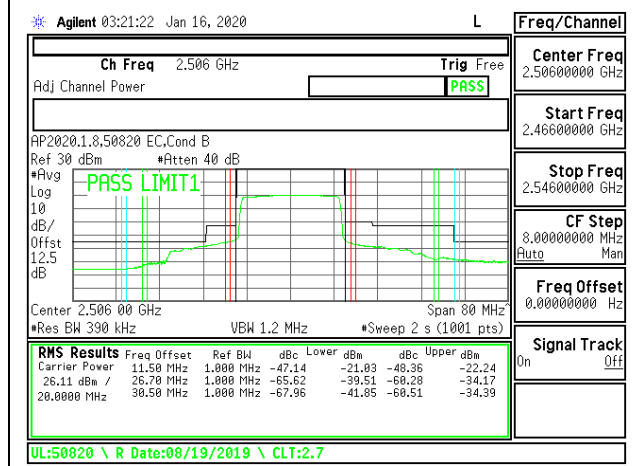 Agilent 03:21:22 Jan 16, 2020 L
Freq/Channel
Ch Freq 2.506 GHz Trig Free
Adj Channel Power PASS
Center Freq
2.50600000 GHz
Start Freq
2.46600000 GHz
Stop Freq
2.54600000 GHz
CF Step
8.00000000 MHz
Auto Man
Freq Offset
0.00000000 Hz
Signal Track
On Off
AP2020.1.8,50820 EC,Cond B
Ref 30 dBm #Atten 40 dB
#Avg
Log
10
dB/
Offst
12.5
dB
PASS LIMIT1
Center 2.506 00 GHz Span 80 MHz^
#Res BW 390 kHz VBW 1.2 MHz #Sweep 2 s (1001 pts)
RMS Results Freq Offset Ref BW dBc Lower dBm dBc Upper dBm
Carrier Power 11.50 MHz 1.000 MHz -47.14 -21.03 -48.36 -22.24
26.11 dBm / 26.70 MHz 1.000 MHz -65.62 -39.51 -60.28 -34.17
20.0000 MHz 30.50 MHz 1.000 MHz -67.96 -41.85 -60.51 -34.39
UL:50820 \ R Date:08/19/2019 \ CLT:2.7